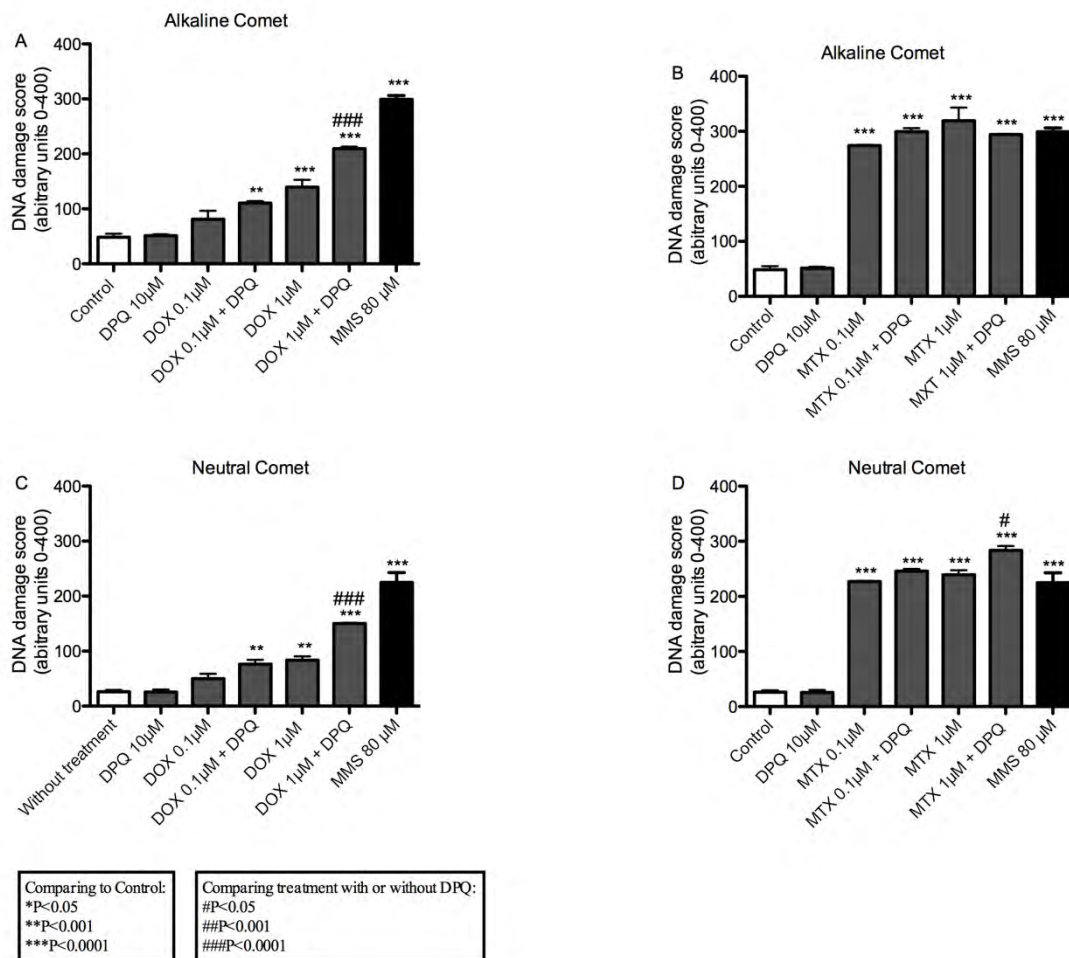 Alkaline Comet
A
DNA damage score
(abitrary units 0-400)
400
300
200
100
0
**
***
###
***
***
Control
DPQ 10µM
DOX 0.1µM
DOX 0.1µM + DPQ
DOX 1µM
DOX 1µM + DPQ
MMS 80 µM
Alkaline Comet
B
DNA damage score
(abitrary units 0-400)
400
300
200
100
0
***
***
***
***
***
Control
DPQ 10µM
MTX 0.1µM
MTX 0.1µM + DPQ
MTX 1µM
MXT 1µM + DPQ
MMS 80 µM
Neutral Comet
C
DNA damage score
(abitrary units 0-400)
400
300
200
100
0
**
**
###
***
***
Without treatment
DPQ 10µM
DOX 0.1µM
DOX 0.1µM + DPQ
DOX 1µM
DOX 1µM + DPQ
MMS 80 µM
Neutral Comet
D
DNA damage score
(abitrary units 0-400)
400
300
200
100
0
***
***
***
#
***
***
Control
DPQ 10µM
MTX 0.1µM
MTX 0.1µM + DPQ
MTX 1µM
MTX 1µM + DPQ
MMS 80 µM
Comparing to Control:
*P<0.05
**P<0.001
***P<0.0001
Comparing treatment with or without DPQ:
#P<0.05
##P<0.001
###P<0.0001